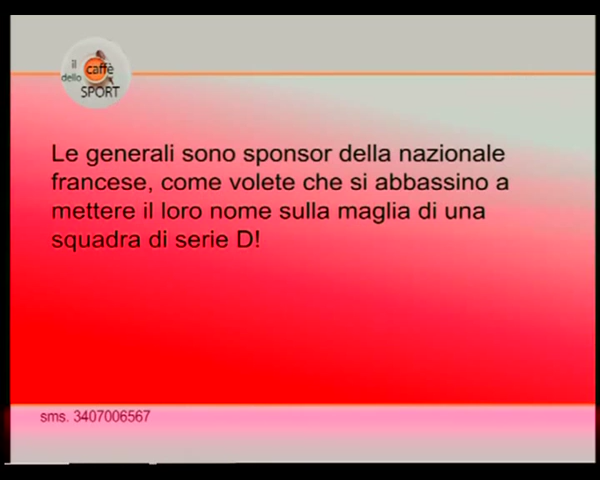 il
dello caffè
SPORT
Le generali sono sponsor della nazionale
francese, come volete che si abbassino a
mettere il loro nome sulla maglia di una
squadra di serie D!
sms. 3407006567